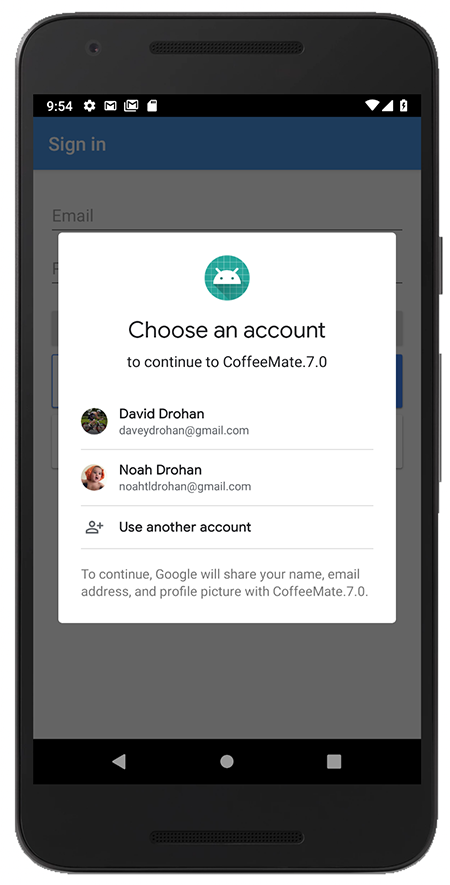 9:54
Sign in
Email
Choose an account
to continue to CoffeeMate.7.0
David Drohan
daveydrohan@gmail.com
Noah Drohan
noahtldrohan@gmail.com
Use another account
To continue, Google will share your name, email
address, and profile picture with CoffeeMate.7.0.